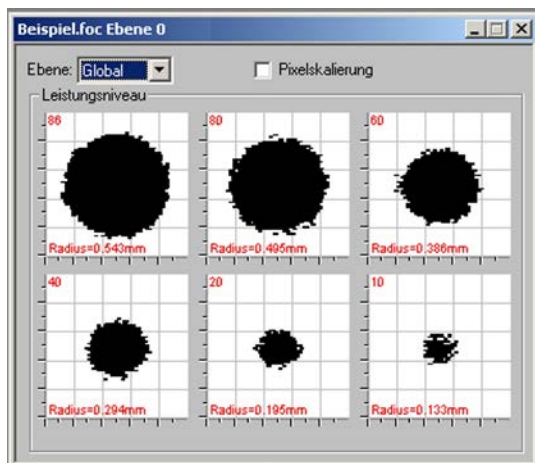 Beispiel.foc Ebene 0
Ebene: Global
Pixelskalierung
Leistungsniveau
86
80
60
Radius=0.543mm
Radius=0.495mm
Radius=0.386mm
40
20
10
Radius=0.294mm
Radius=0.195mm
Radius=0.133mm